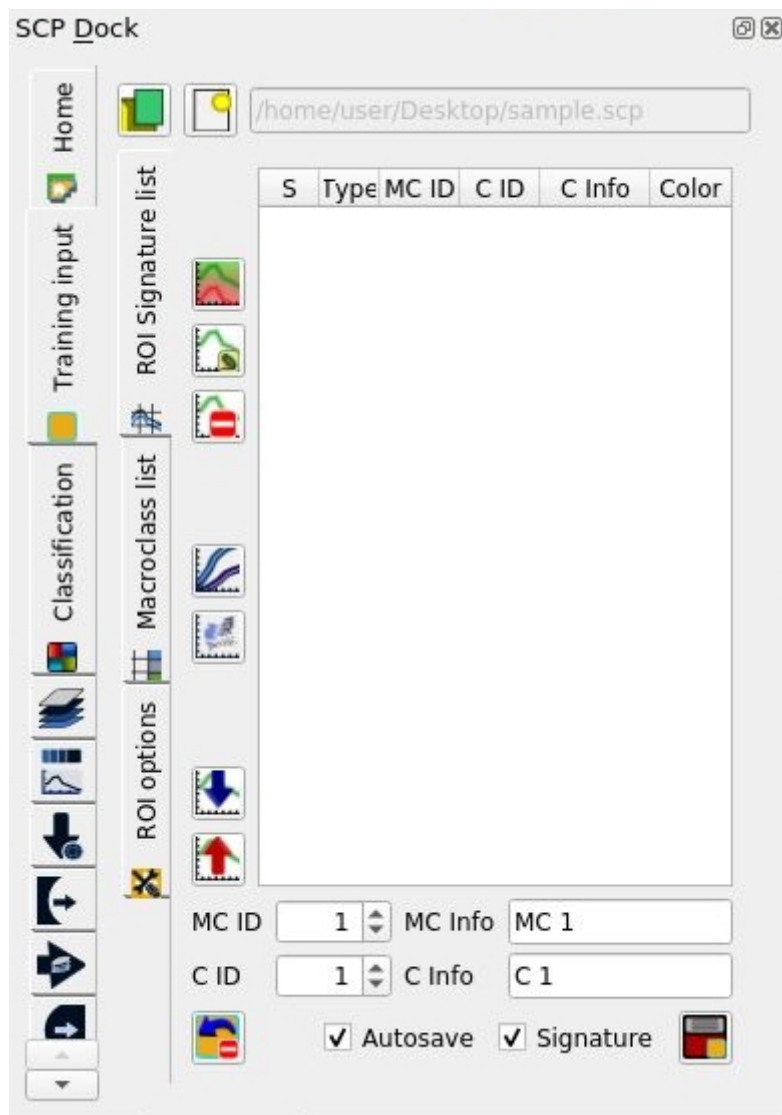 SCP Dock
Home
Training input
Classification
ROI Signature list
Macroclass list
ROI options
/home/user/Desktop/sample.scp
S Type MC ID C ID C Info Color
MC ID 1 MC Info MC 1
C ID 1 C Info C 1
Autosave Signature